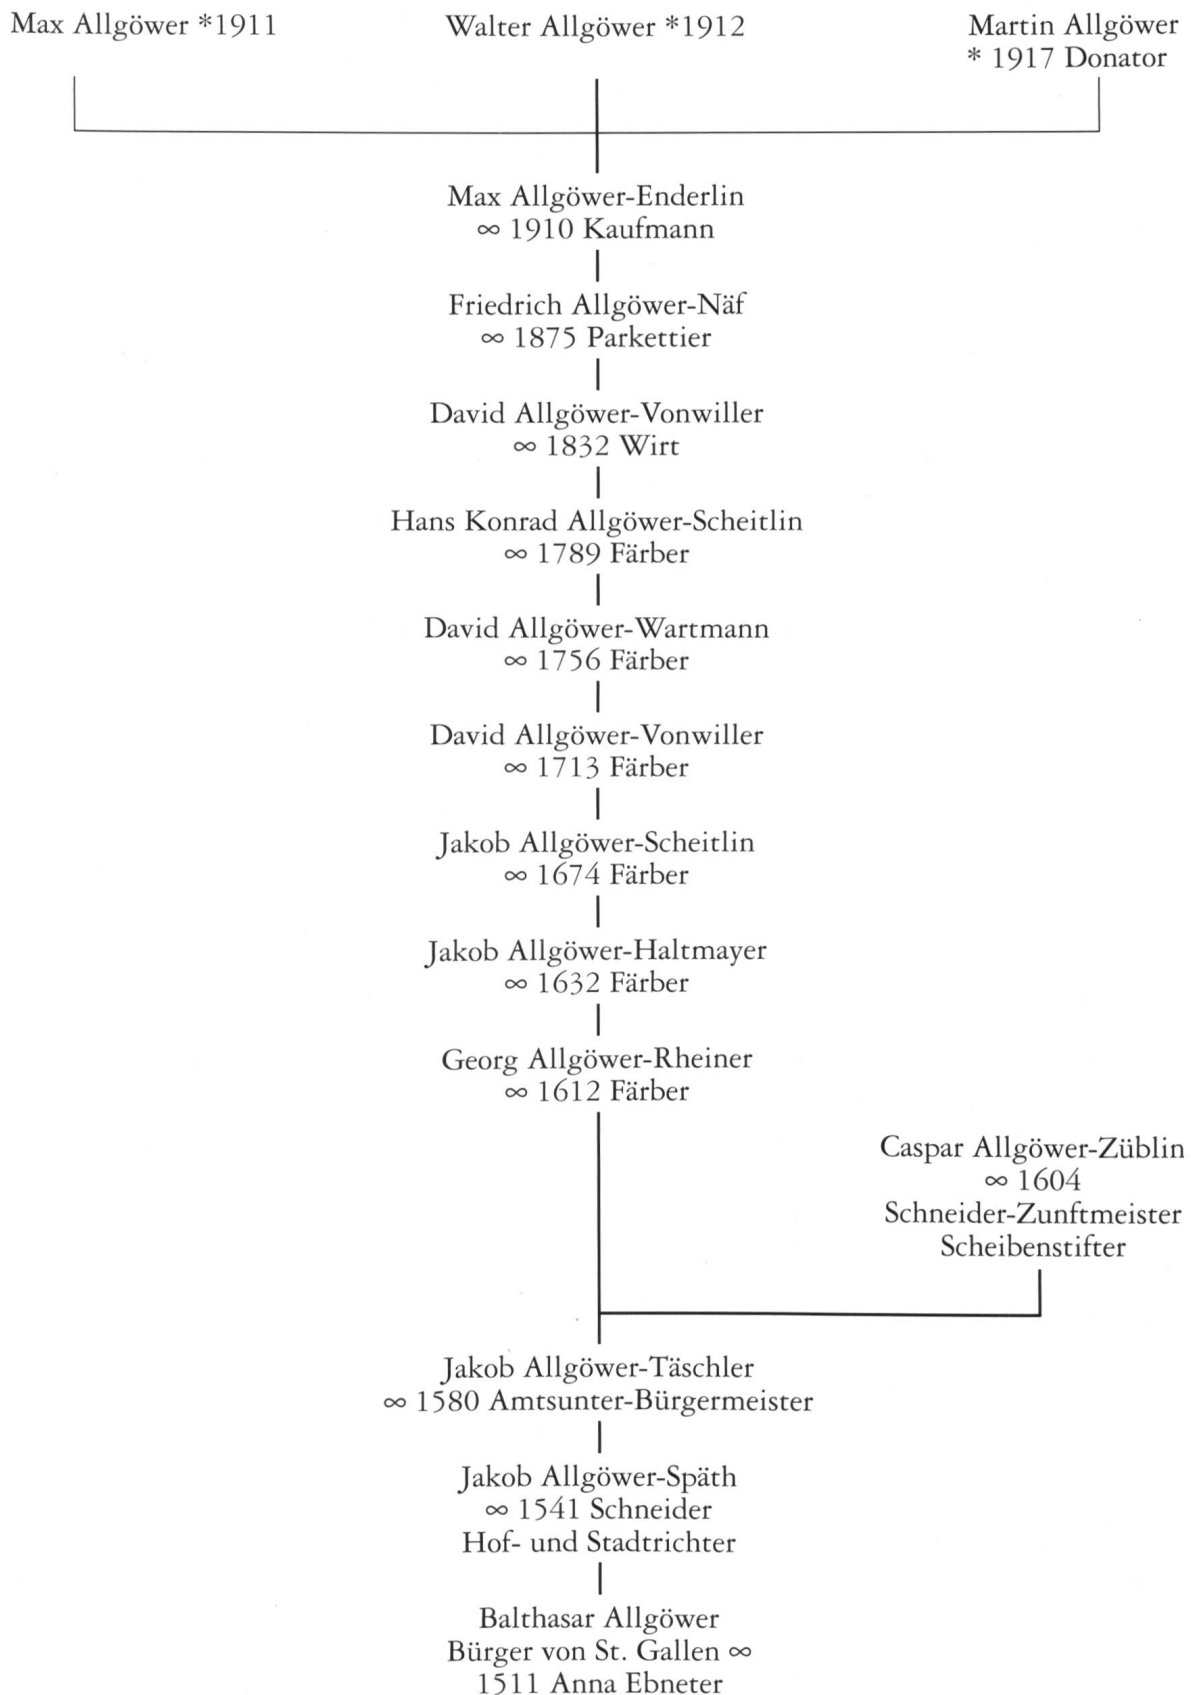 Max Allgöwer *1911
Walter Allgöwer *1912
Martin Allgöwer
* 1917 Donator
Max Allgöwer-Enderlin
∞ 1910 Kaufmann
Friedrich Allgöwer-Näf
∞ 1875 Parkettier
David Allgöwer-Vonwiller
∞ 1832 Wirt
Hans Konrad Allgöwer-Scheitlin
∞ 1789 Färber
David Allgöwer-Wartmann
∞ 1756 Färber
David Allgöwer-Vonwiller
∞ 1713 Färber
Jakob Allgöwer-Scheitlin
∞ 1674 Färber
Jakob Allgöwer-Haltmayer
∞ 1632 Färber
Georg Allgöwer-Rheiner
∞ 1612 Färber
Caspar Allgöwer-Züblin
∞ 1604
Schneider-Zunftmeister
Scheibenstifter
Jakob Allgöwer-Täschler
∞ 1580 Amtsunter-Bürgermeister
Jakob Allgöwer-Späth
∞ 1541 Schneider
Hof- und Stadtrichter
Balthasar Allgöwer
Bürger von St. Gallen ∞
1511 Anna Ebneter